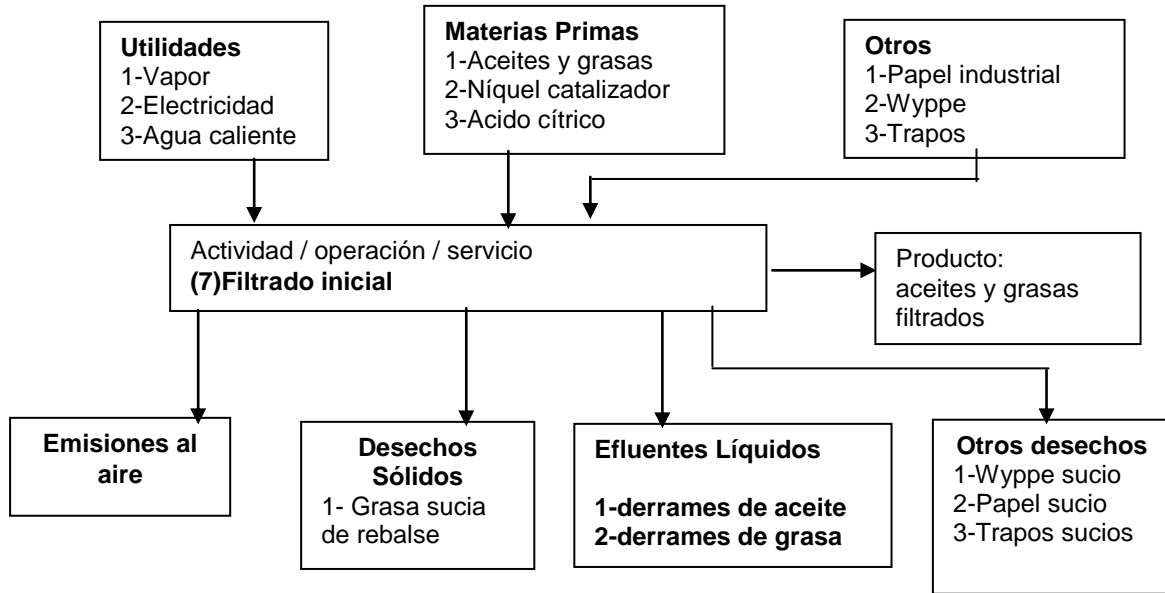 Utilidades
1-Vapor
2-Electricidad
3-Agua caliente
Materias Primas
1-Aceites y grasas
2-Níquel catalizador
3-Acido cítrico
Otros
1-Papel industrial
2-Wyppe
3-Trapos
Actividad / operación / servicio
(7)Filtrado inicial
Producto:
aceites y grasas
filtrados
Emisiones al
aire
Desechos
Sólidos
1- Grasa sucia
de rebalse
Efluentes Líquidos
1-derrames de aceite
2-derrames de grasa
Otros desechos
1-Wyppe sucio
2-Papel sucio
3-Trapos sucios